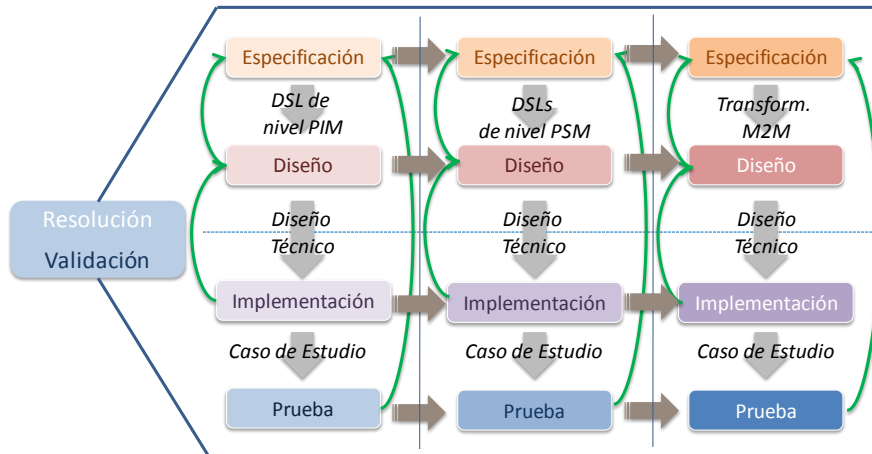 Especificación
Especificación
Especificación
DSL de
nivel PIM
DSLs
de nivel PSM
Transform.
M2M
Diseño
Diseño
Diseño
Resolución
Validación
Diseño
Técnico
Diseño
Técnico
Diseño
Técnico
Implementación
Implementación
Implementación
Caso de Estudio
Caso de Estudio
Caso de Estudio
Prueba
Prueba
Prueba